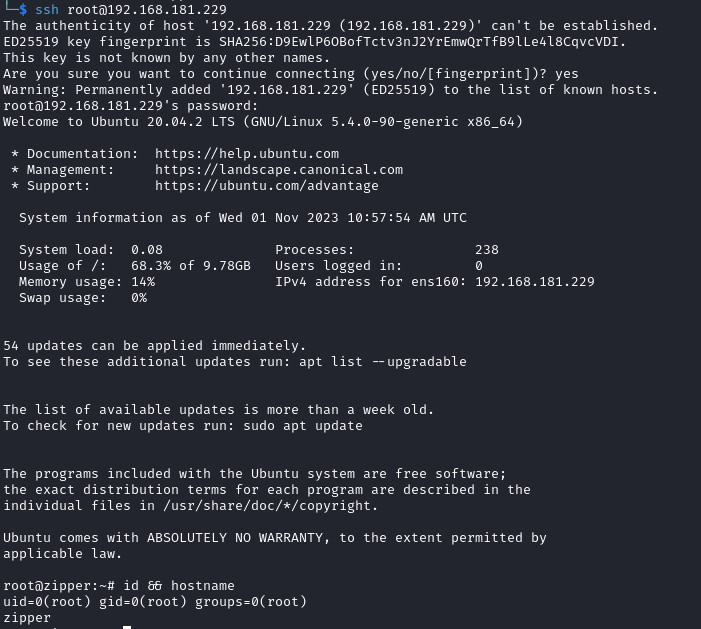 └─$ ssh root@192.168.181.229
The authenticity of host '192.168.181.229 (192.168.181.229)' can't be established.
ED25519 key fingerprint is SHA256:D9EwlP6OBofTctv3nJ2YrEmwQrTfB9lLe4l8CqvcVDI.
This key is not known by any other names.
Are you sure you want to continue connecting (yes/no/[fingerprint])? yes
Warning: Permanently added '192.168.181.229' (ED25519) to the list of known hosts.
root@192.168.181.229's password:
Welcome to Ubuntu 20.04.2 LTS (GNU/Linux 5.4.0-90-generic x86_64)
* Documentation:  https://help.ubuntu.com
* Management:     https://landscape.canonical.com
* Support:        https://ubuntu.com/advantage
System information as of Wed 01 Nov 2023 10:57:54 AM UTC
System load:  0.08              Processes:               238
Usage of /:   68.3% of 9.78GB   Users logged in:         0
Memory usage: 14%               IPv4 address for ens160: 192.168.181.229
Swap usage:   0%
54 updates can be applied immediately.
To see these additional updates run: apt list --upgradable
The list of available updates is more than a week old.
To check for new updates run: sudo apt update
The programs included with the Ubuntu system are free software;
the exact distribution terms for each program are described in the
individual files in /usr/share/doc/*/copyright.
Ubuntu comes with ABSOLUTELY NO WARRANTY, to the extent permitted by
applicable law.
root@zipper:~# id && hostname
uid=0(root) gid=0(root) groups=0(root)
zipper